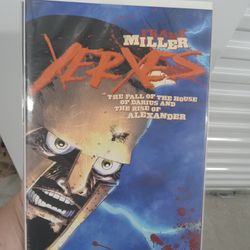 FRANK
MILLER
XERXES
THE FALL OF THE HOUSE
OF DARIUS AND
THE RISE OF
ALEXANDER